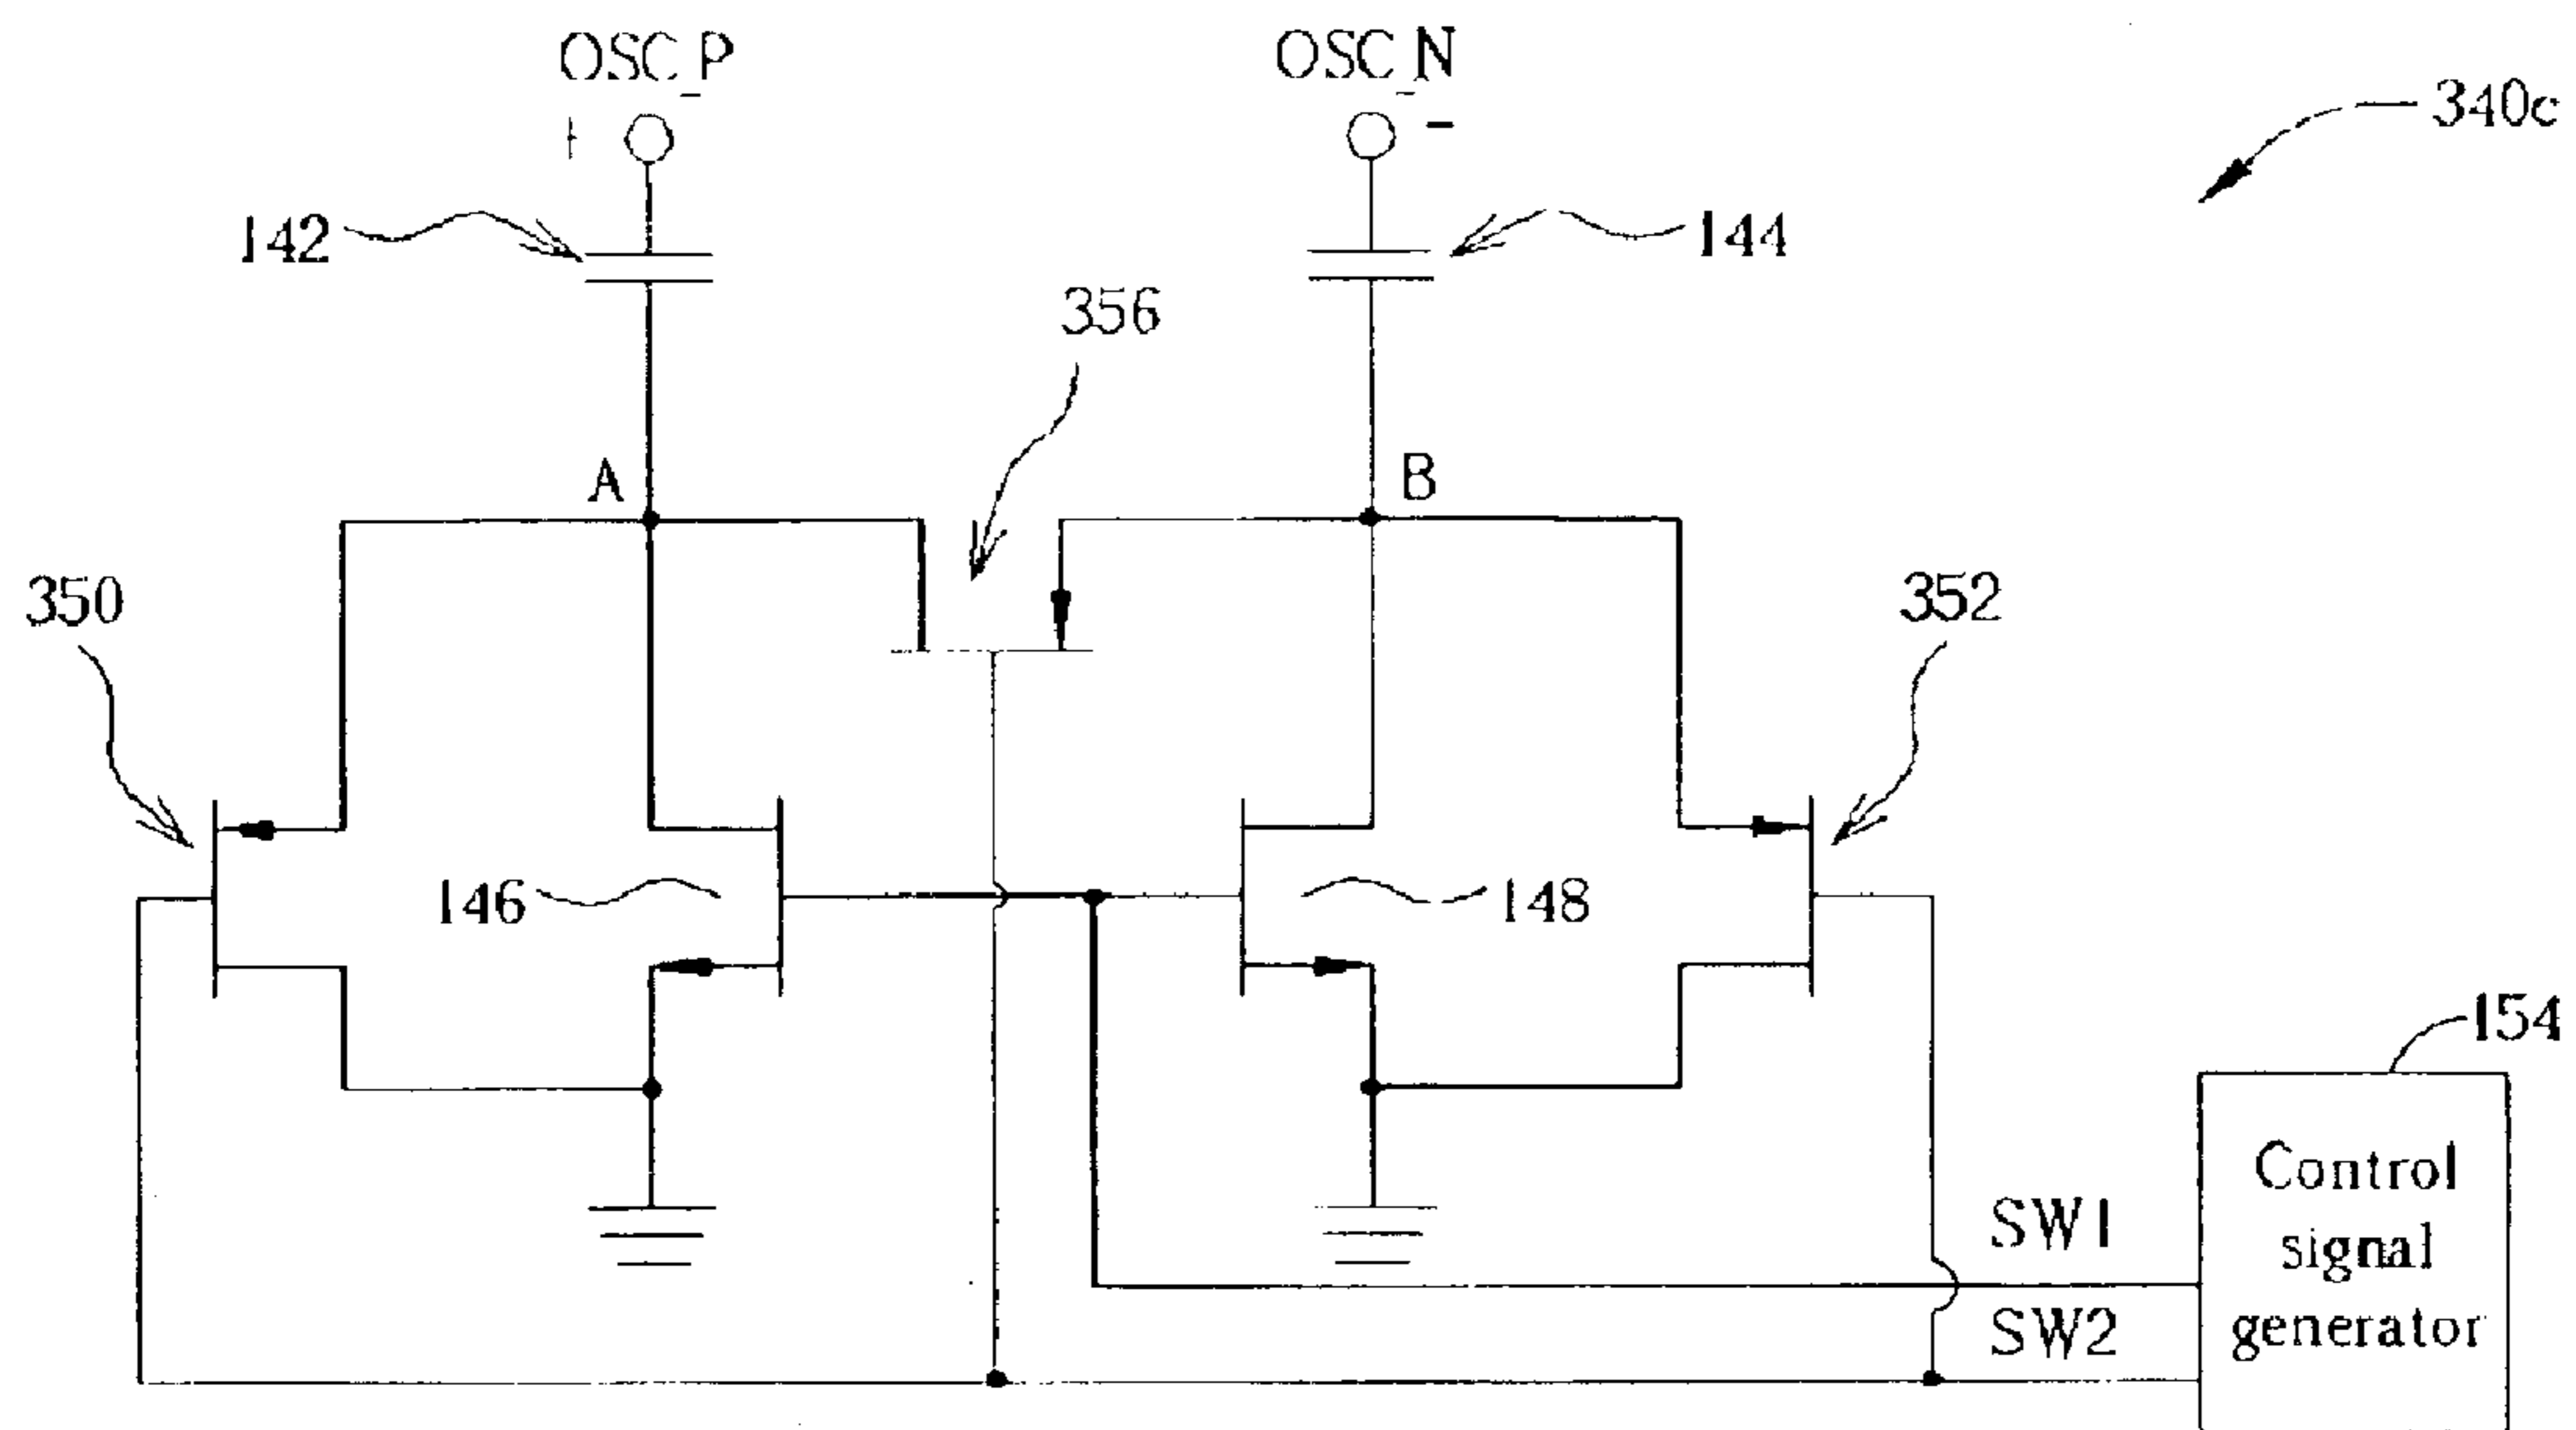 OSC_P
OSC_N
+
-
340c
142
144
356
A
B
350
352
146
148
154
Control
signal
generator
SW1
SW2